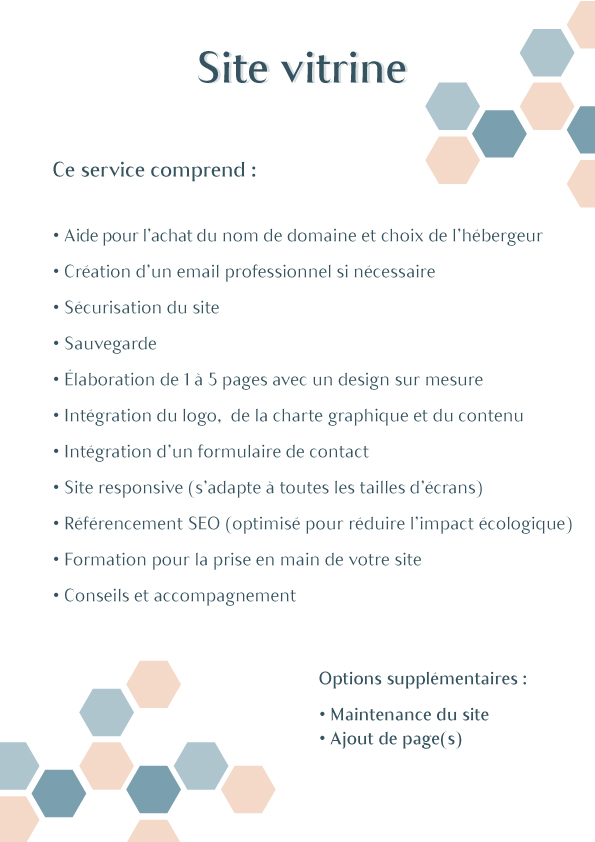 Site vitrine
Ce service comprend :
• Aide pour l'achat du nom de domaine et choix de l'hébergeur
• Création d'un email professionnel si nécessaire
• Sécurisation du site
• Sauvegarde
• Élaboration de 1 à 5 pages avec un design sur mesure
• Intégration du logo,  de la charte graphique et du contenu
• Intégration d'un formulaire de contact
• Site responsive (s'adapte à toutes les tailles d'écrans)
• Référencement SEO (optimisé pour réduire l'impact écologique)
• Formation pour la prise en main de votre site
• Conseils et accompagnement
Options supplémentaires :
• Maintenance du site
• Ajout de page(s)